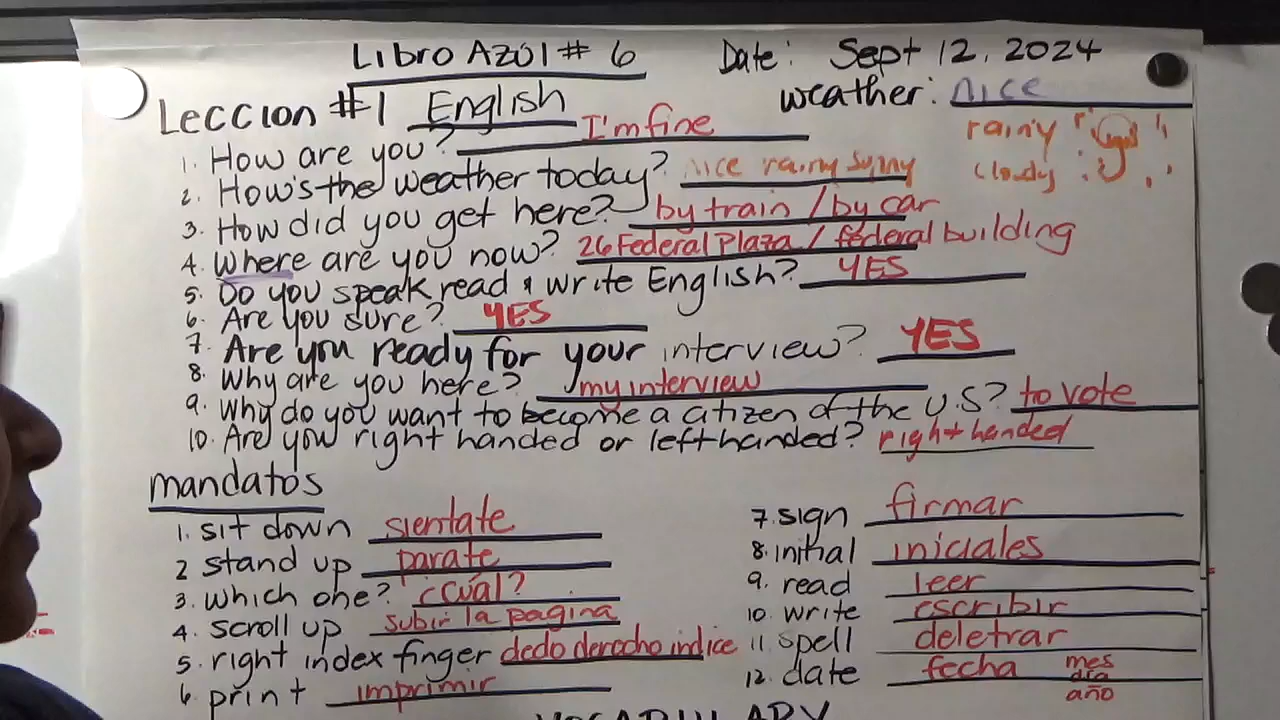 Libro Azul # 6 Date: Sept 12, 2024
Leccion #1 English weather: nice
1. How are you? I'm fine rainy
2. How's the weather today? nice rainy sunny cloudy
3. How did you get here? by train / by car
4. Where are you now? 26 Federal Plaza / federal building
5. Do you speak read & write English? YES
6. Are you sure? YES
7. Are you ready for your interview? YES
8. Why are you here? my interview
9. Why do you want to become a citizen of the U.S? to vote
10. Are you right handed or left handed? right handed
mandatos
1. sit down sientate
2 stand up parate
3. which one? ¿cuál?
4. scroll up subir la pagina
5. right index finger dedo derecho indice
6 print imprimir
7. sign firmar
8. initial iniciales
9. read leer
10. write escribir
11 spell deletrar
12. date fecha mes
dia
año
VOCABULARY